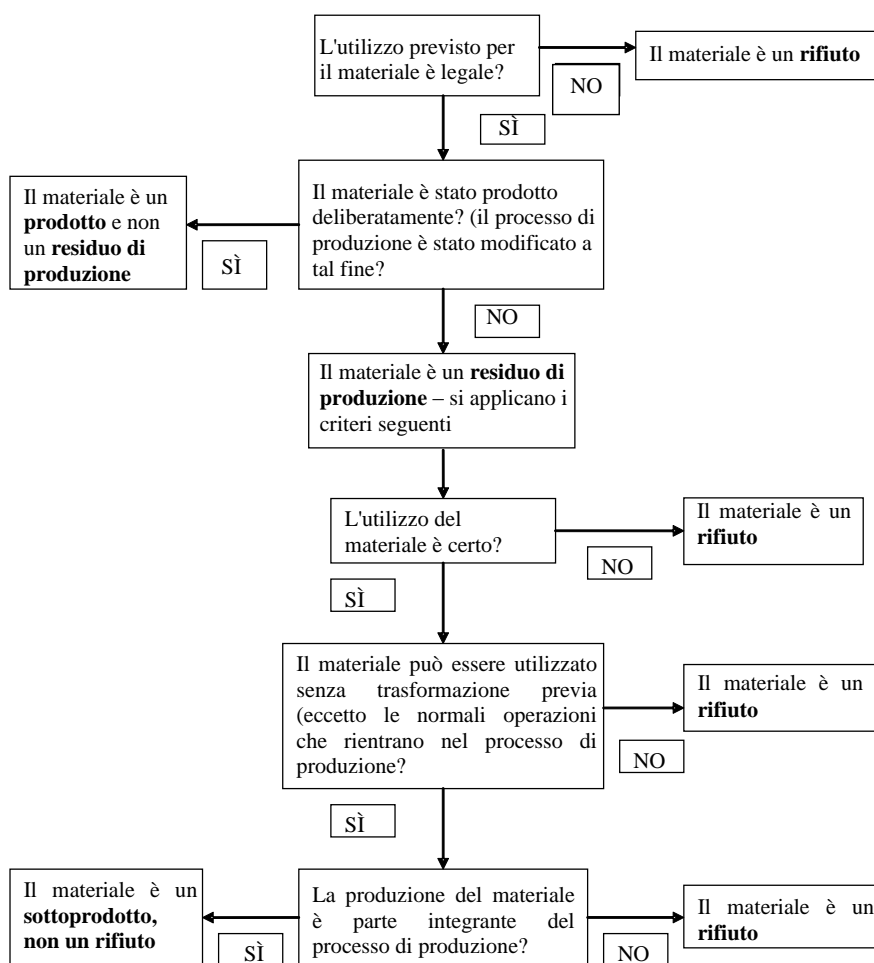 L'utilizzo previsto per
il materiale è legale?
Il materiale è un rifiuto
NO
SÌ
Il materiale è stato prodotto
deliberatamente? (il processo di
produzione è stato modificato a
tal fine?
Il materiale è un
prodotto e non
un residuo di
produzione
SÌ
NO
Il materiale è un residuo di
produzione – si applicano i
criteri seguenti
L'utilizzo del
materiale è certo?
Il materiale è un
rifiuto
NO
SÌ
Il materiale può essere utilizzato
senza trasformazione previa
(eccetto le normali operazioni
che rientrano nel processo di
produzione?
Il materiale è un
rifiuto
NO
SÌ
Il materiale è un
sottoprodotto,
non un rifiuto
SÌ
La produzione del materiale
è parte integrante del
processo di produzione?
NO
Il materiale è un
rifiuto